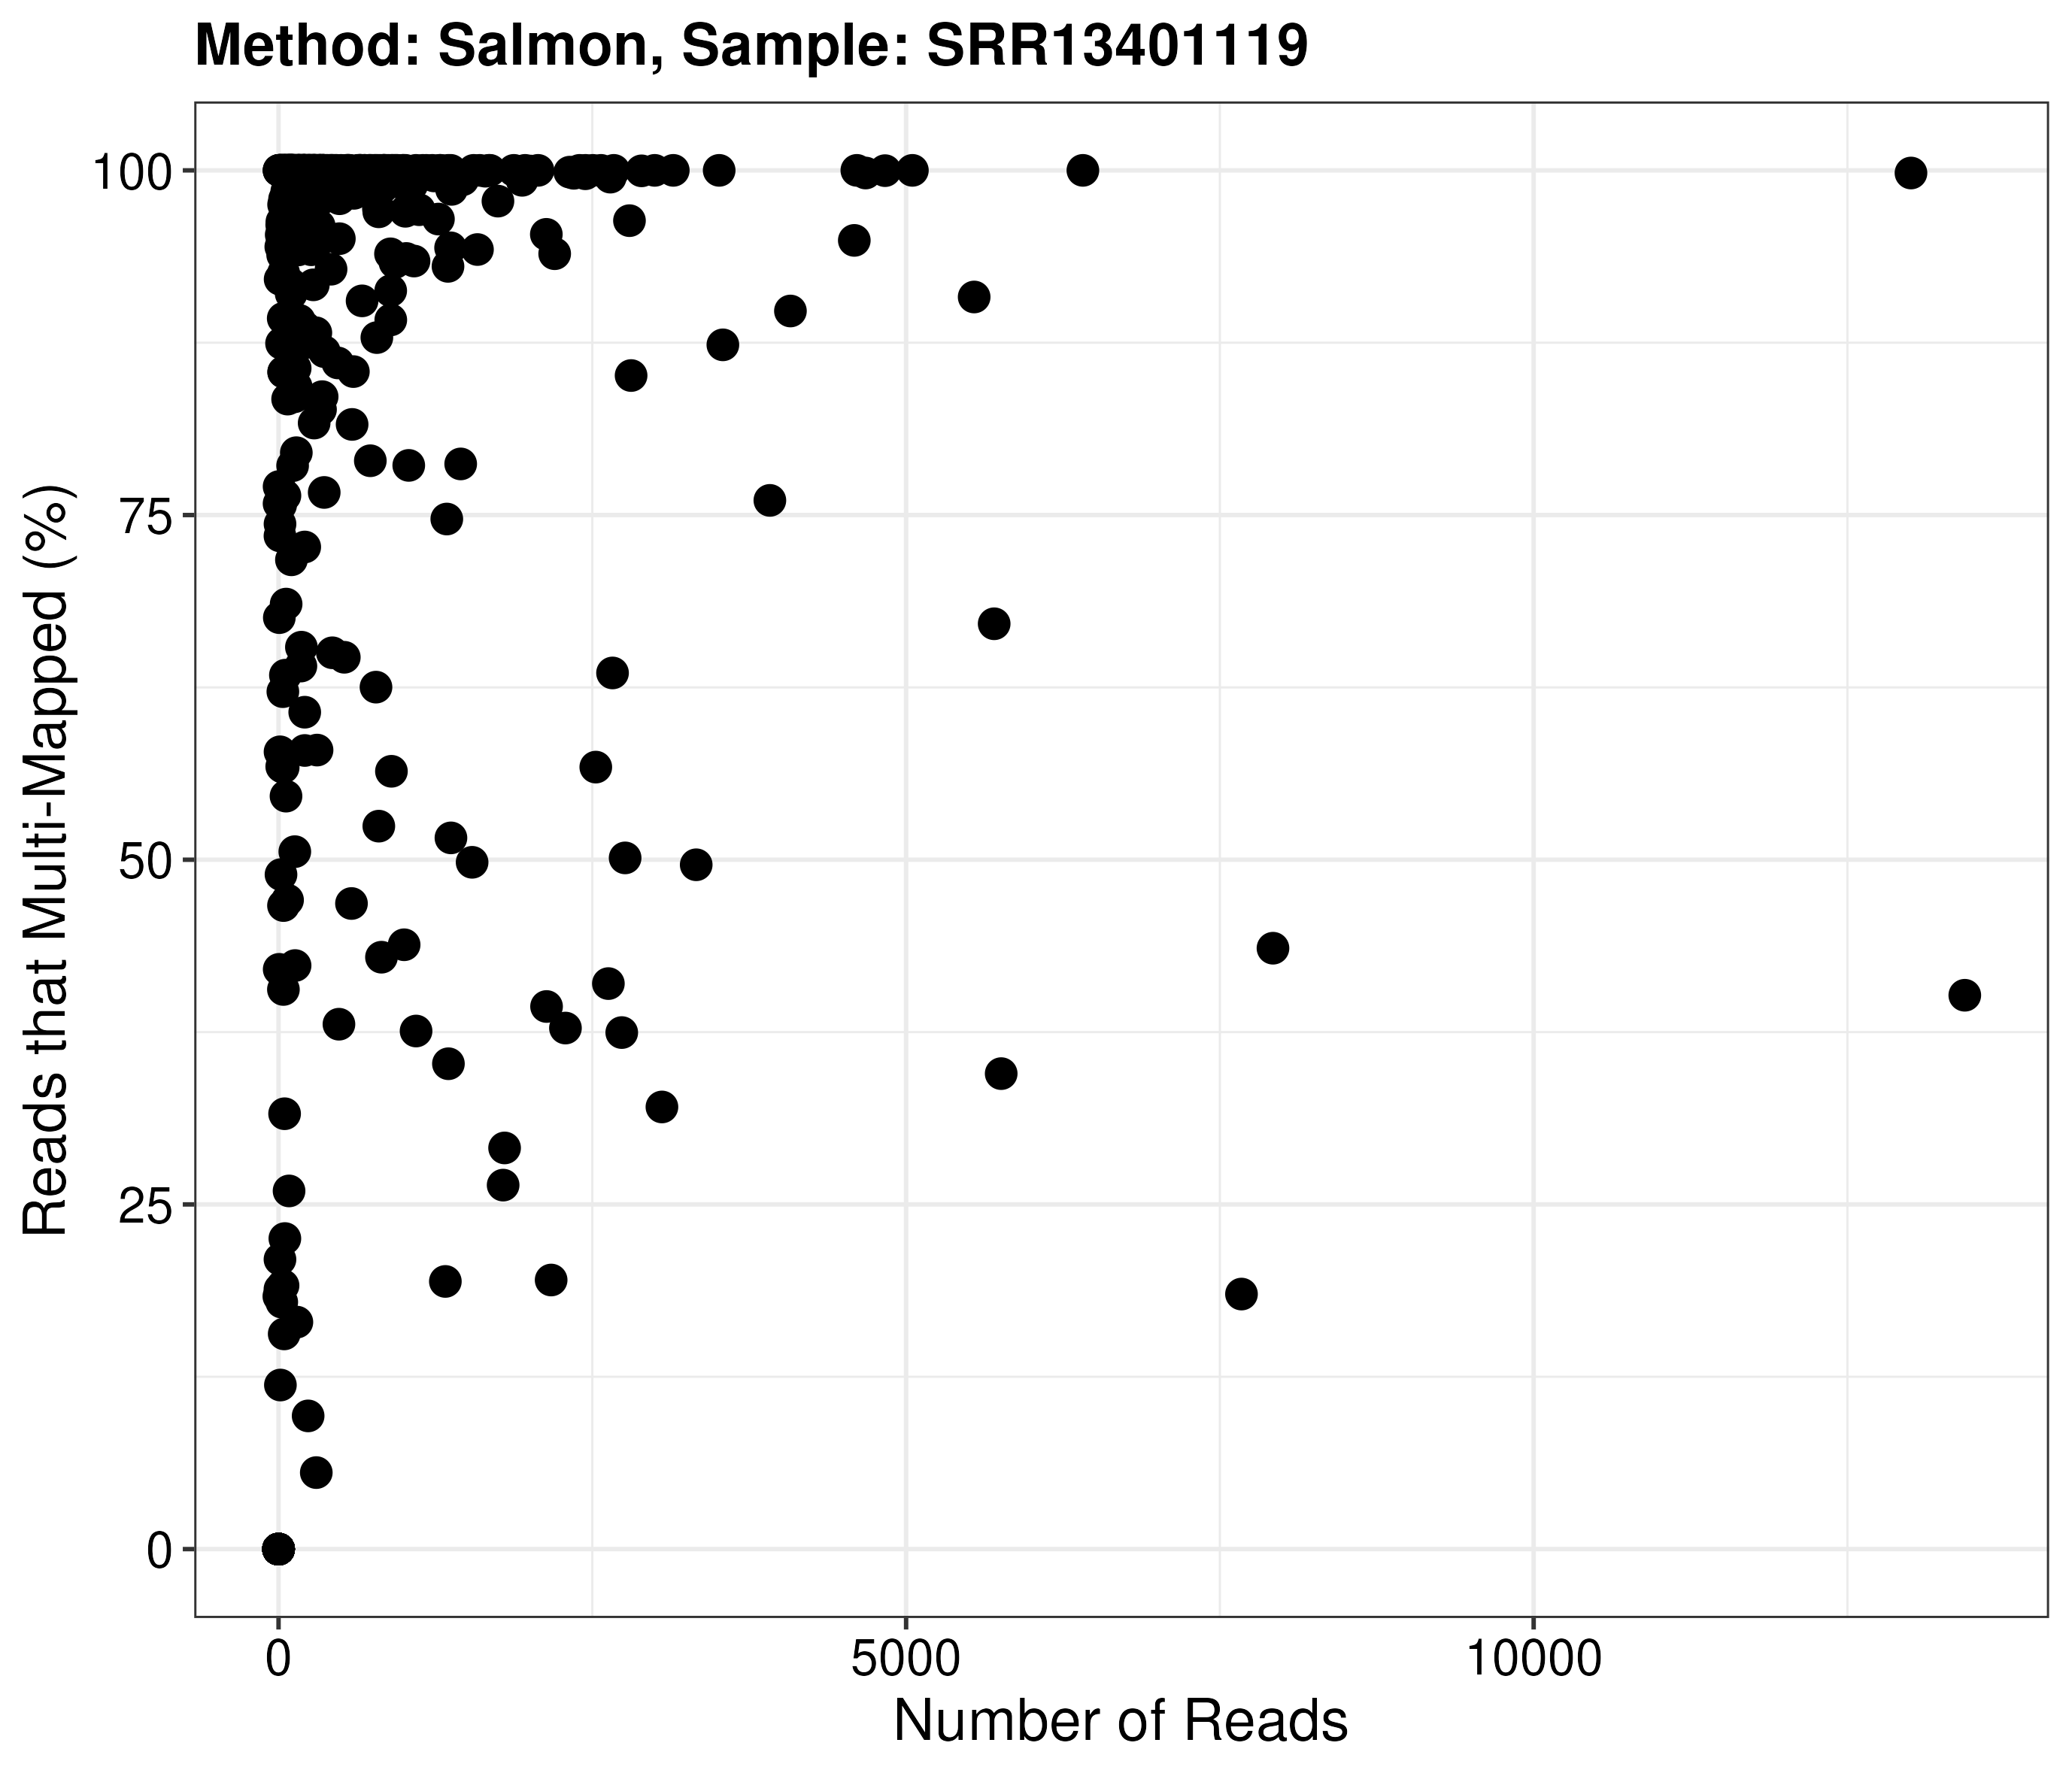 Method: Salmon, Sample: SRR13401119
Reads that Multi-Mapped (%)
100
75
50
25
0
0 5000 10000
Number of Reads